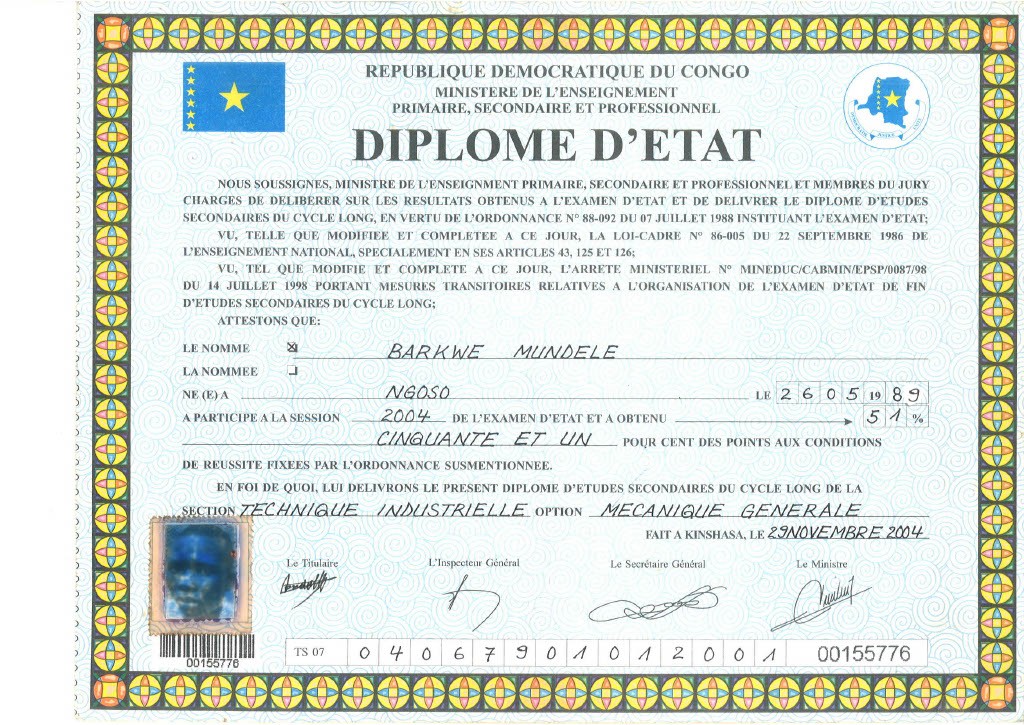 REPUBLIQUE DEMOCRATIQUE DU CONGO
MINISTERE DE L'ENSEIGNEMENT
PRIMAIRE, SECONDAIRE ET PROFESSIONNEL
DIPLOME D'ETAT
NOUS SOUSSIGNES, MINISTRE DE L'ENSEIGNMENT PRIMAIRE, SECONDAIRE ET PROFESSIONNEL ET MEMBRES DU JURY
CHARGES DE DELIBERER SUR LES RESULTATS OBTENUS A L'EXAMEN D'ETAT ET DE DELIVRER LE DIPLOME D'ETUDES
SECONDAIRES DU CYCLE LONG, EN VERTU DE L'ORDONNANCE N° 88-092 DU 07 JUILLET 1988 INSTITUANT L'EXAMEN D'ETAT;
VU, TELLE QUE MODIFIEE ET COMPLETEE A CE JOUR, LA LOI-CADRE N° 86-005 DU 22 SEPTEMBRE 1986 DE
L'ENSEIGNEMENT NATIONAL, SPECIALEMENT EN SES ARTICLES 43, 125 ET 126;
VU, TEL QUE MODIFIE ET COMPLETE A CE JOUR, L'ARRETE MINISTERIEL N° MINEDUC/CABMIN/EPSP/0087/98
DU 14 JUILLET 1998 PORTANT MESURES TRANSITOIRES RELATIVES A L'ORGANISATION DE L'EXAMEN D'ETAT DE FIN
D'ETUDES SECONDAIRES DU CYCLE LONG;
ATTESTONS QUE:
LE NOMME BARKWE MUNDELE
LA NOMMEE
NE (E) A NGOSO LE 2 6 0 5 19 8 9
A PARTICIPE A LA SESSION 2004 DE L'EXAMEN D'ETAT ET A OBTENU 5 1 %
CINQUANTE ET UN POUR CENT DES POINTS AUX CONDITIONS
DE REUSSITE FIXEES PAR L'ORDONNANCE SUSMENTIONNEE.
EN FOI DE QUOI, LUI DELIVRONS LE PRESENT DIPLOME D'ETUDES SECONDAIRES DU CYCLE LONG DE LA
SECTION TECHNIQUE INDUSTRIELLE OPTION MECANIQUE GENERALE
FAIT A KINSHASA, LE 29 NOVEMBRE 2004
Le Titulaire L'Inspecteur Général Le Secrétaire Général Le Ministre
00155776
TS 07 0 4 0 6 7 9 0 1 0 1 2 0 0 1 00155776